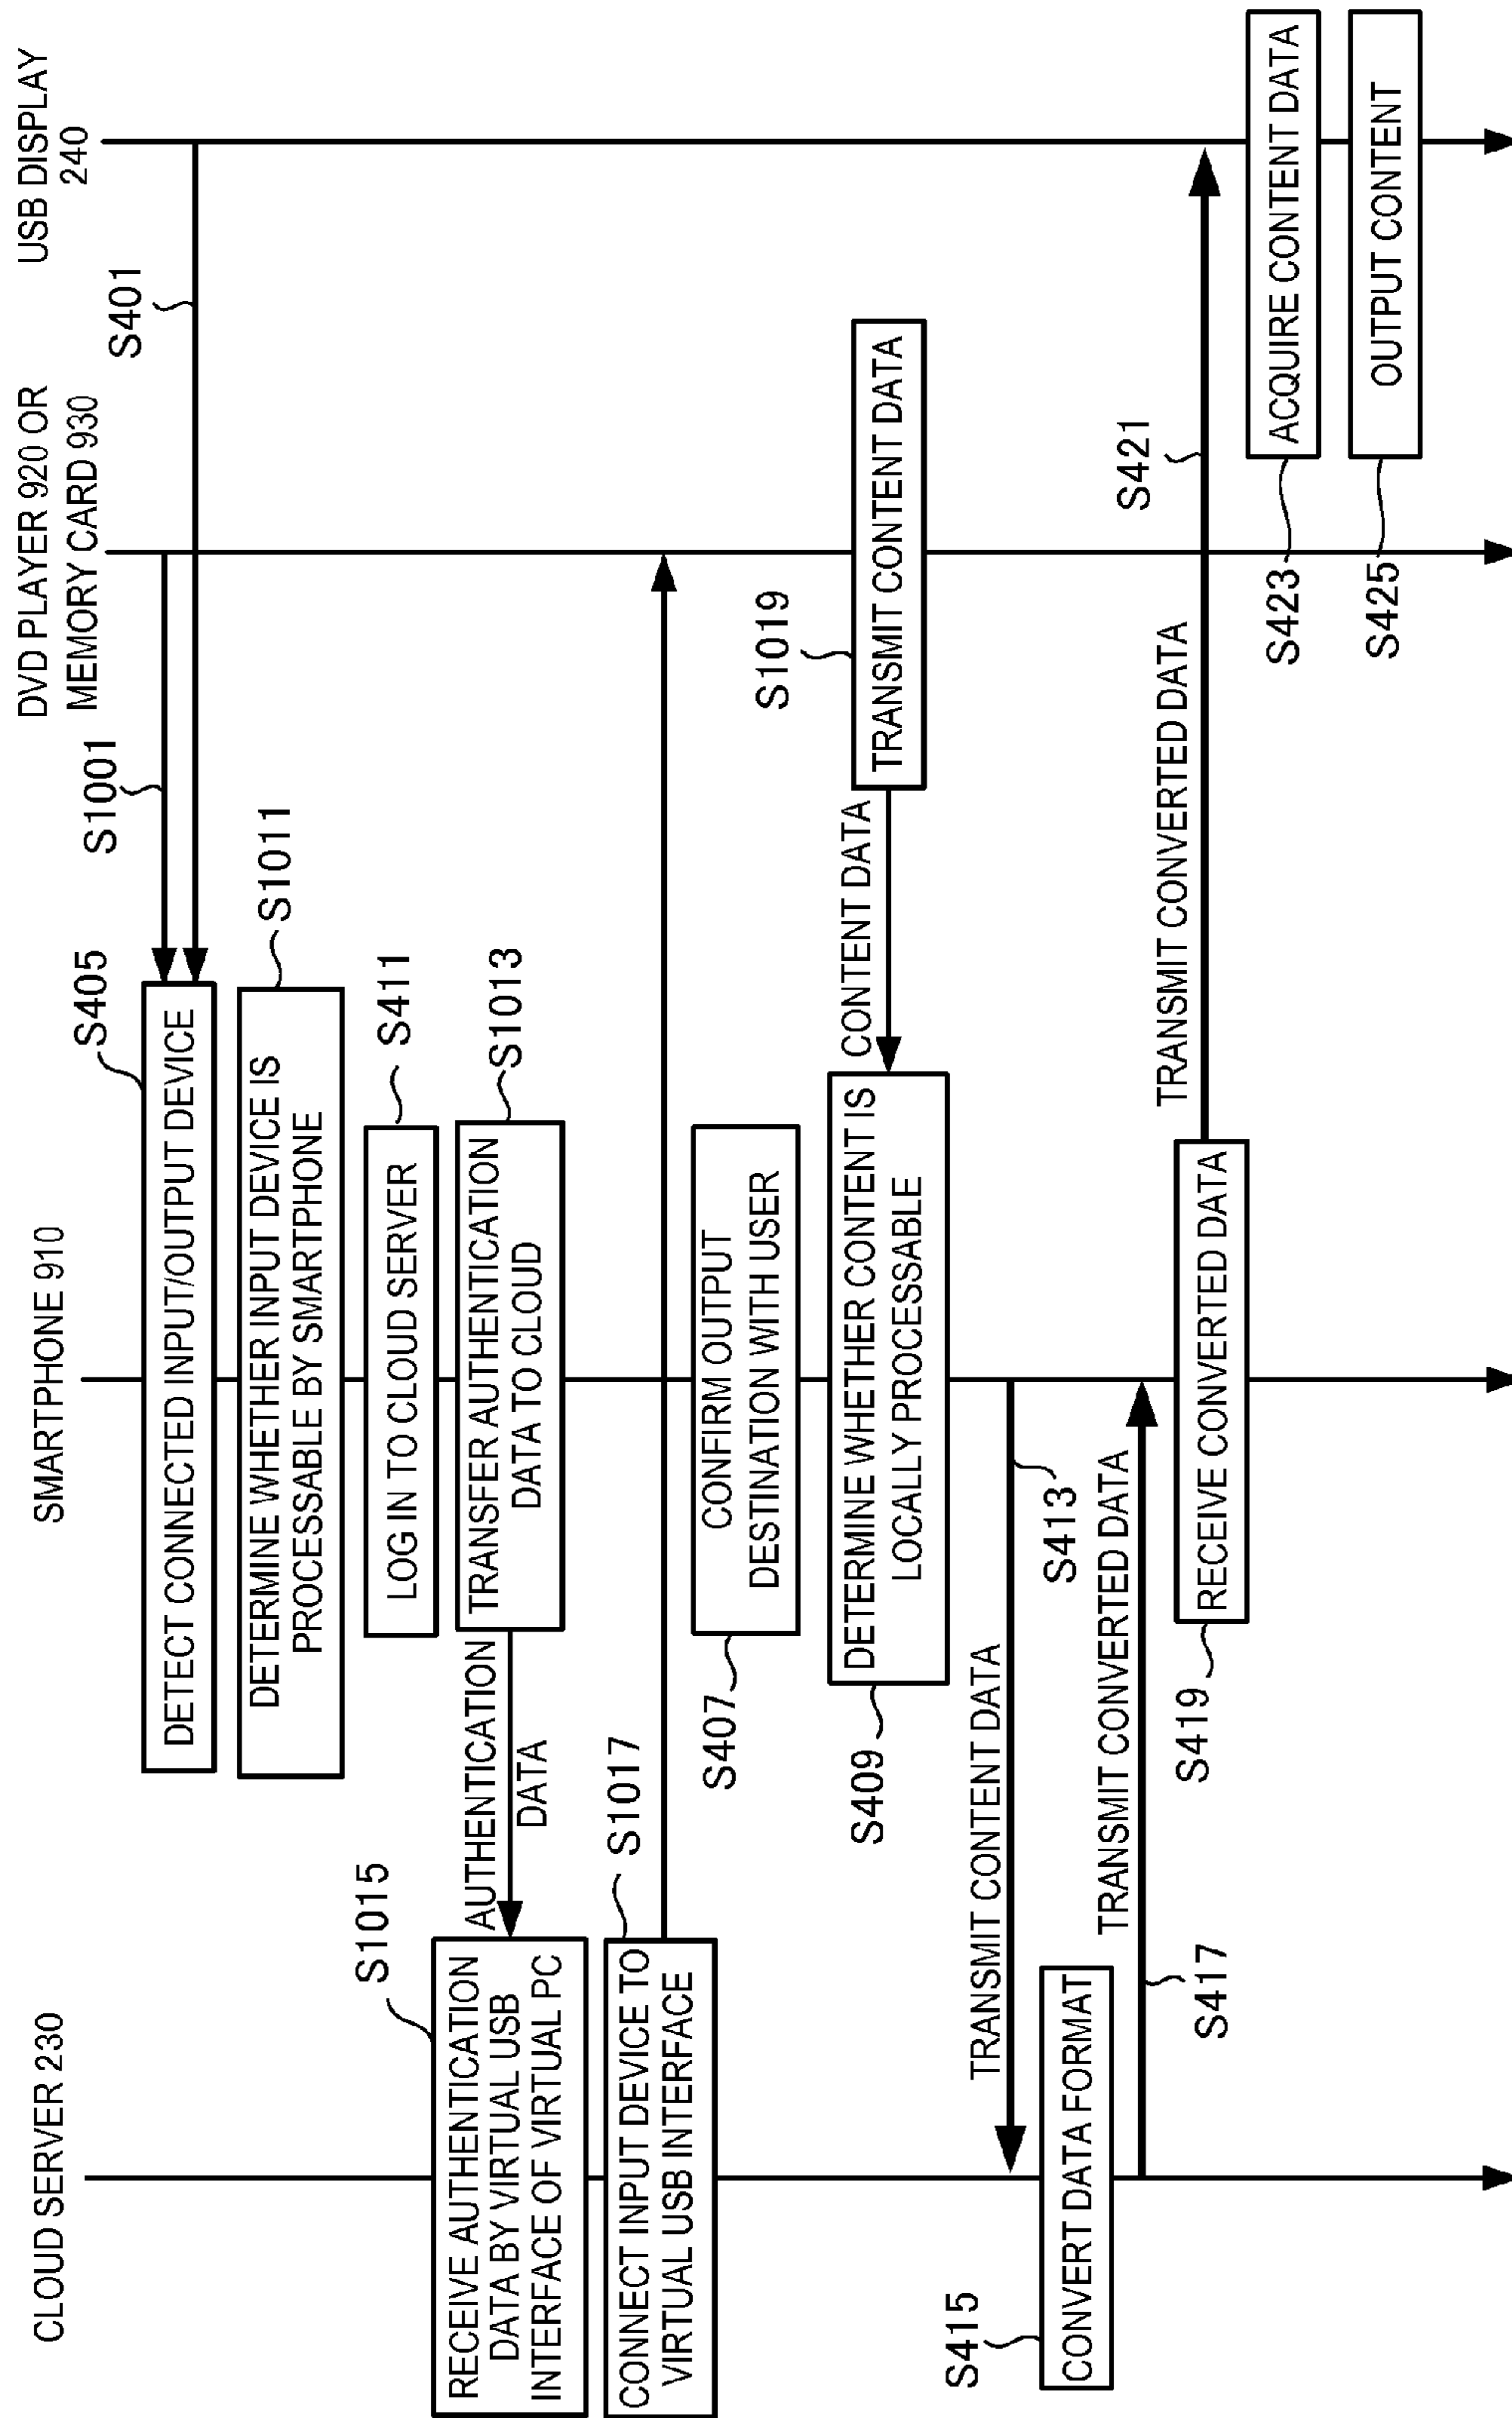 CLOUD SERVER 230
SMARTPHONE 910
DVD PLAYER 920 OR
MEMORY CARD 930
USB DISPLAY
240
S1001
S401
S405
DETECT CONNECTED INPUT/OUTPUT DEVICE
S1011
DETERMINE WHETHER INPUT DEVICE IS
PROCESSABLE BY SMARTPHONE
S411
LOG IN TO CLOUD SERVER
S1013
TRANSFER AUTHENTICATION
DATA TO CLOUD
AUTHENTICATION
DATA
S1015
RECEIVE AUTHENTICATION
DATA BY VIRTUAL USB
INTERFACE OF VIRTUAL PC
S1017
CONNECT INPUT DEVICE TO
VIRTUAL USB INTERFACE
S407
CONFIRM OUTPUT
DESTINATION WITH USER
S1019
TRANSMIT CONTENT DATA
CONTENT DATA
S409
DETERMINE WHETHER CONTENT IS
LOCALLY PROCESSABLE
TRANSMIT CONTENT DATA
S413
S415
CONVERT DATA FORMAT
TRANSMIT CONVERTED DATA
S417
S419
RECEIVE CONVERTED DATA
TRANSMIT CONVERTED DATA
S421
S423
ACQUIRE CONTENT DATA
S425
OUTPUT CONTENT